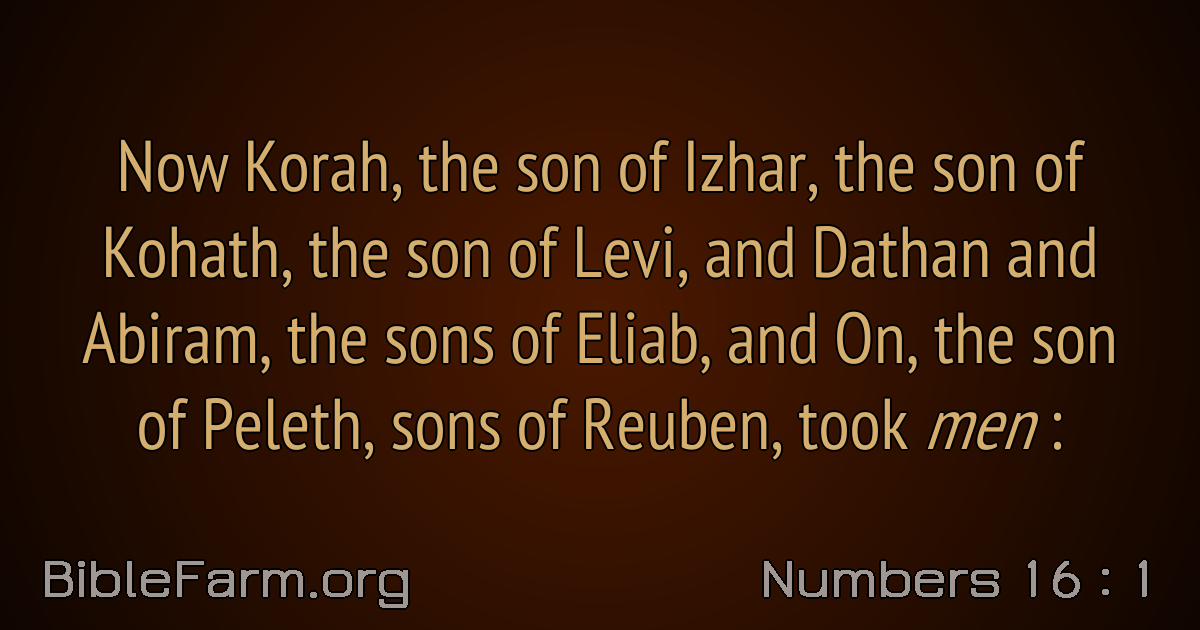 Now Korah, the son of Izhar, the son of
Kohath, the son of Levi, and Dathan and
Abiram, the sons of Eliab, and On, the son
of Peleth, sons of Reuben, took men :
BibleFarm.org
Numbers 16 : 1